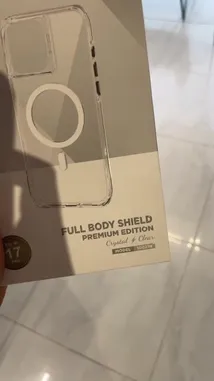 FULL BODY SHIELD
PREMIUM EDITION
Crystal & Clear
17